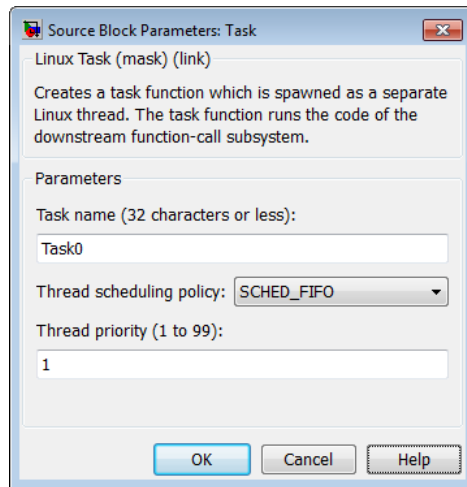 Source Block Parameters: Task
Linux Task (mask) (link)
Creates a task function which is spawned as a separate
Linux thread. The task function runs the code of the
downstream function-call subsystem.
Parameters
Task name (32 characters or less):
Task0
Thread scheduling policy: SCHED_FIFO
Thread priority (1 to 99):
1
OK Cancel Help